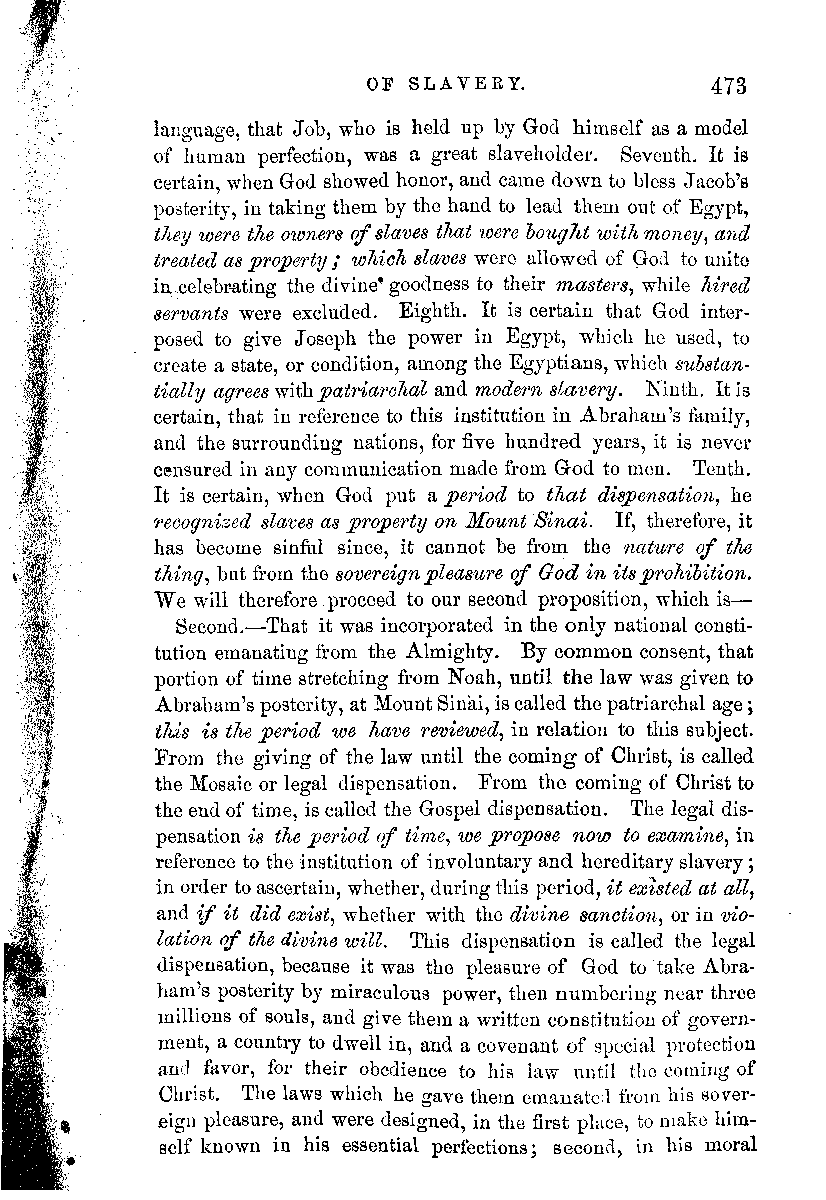 OF SLAVERY. 473
language, that Job, who is held up by God himself as a model
of human perfection, was a great slaveholder. Seventh. It is
certain, when God showed honor, and came down to bless Jacob's
posterity, in taking them by the hand to lead them out of Egypt,
they were the owners of slaves that were bought with money, and
treated as property; which slaves were allowed of God to unite
in celebrating the divine goodness to their masters, while hired
servants were excluded. Eighth. It is certain that God inter-
posed to give Joseph the power in Egypt, which he used, to
create a state, or condition, among the Egyptians, which substan-
tially agrees with patriarchal and modern slavery. Ninth. It is
certain, that in reference to this institution in Abraham's family,
and the surrounding nations, for five hundred years, it is never
censured in any communication made from God to men. Tenth.
It is certain, when God put a period to that dispensation, he
recognized slaves as property on Mount Sinai. If, therefore, it
has become sinful since, it cannot be from the nature of the
thing, but from the sovereign pleasure of God in its prohibition.
We will therefore proceed to our second proposition, which is—
Second.—That it was incorporated in the only national consti-
tution emanating from the Almighty. By common consent, that
portion of time stretching from Noah, until the law was given to
Abraham's posterity, at Mount Sinai, is called the patriarchal age;
this is the period we have reviewed, in relation to this subject.
From the giving of the law until the coming of Christ, is called
the Mosaic or legal dispensation. From the coming of Christ to
the end of time, is called the Gospel dispensation. The legal dis-
pensation is the period of time, we propose now to examine, in
reference to the institution of involuntary and hereditary slavery;
in order to ascertain, whether, during this period, it existed at all,
and if it did exist, whether with the divine sanction, or in vio-
lation of the divine will. This dispensation is called the legal
dispensation, because it was the pleasure of God to take Abra-
ham's posterity by miraculous power, then numbering near three
millions of souls, and give them a written constitution of govern-
ment, a country to dwell in, and a covenant of special protection
and favor, for their obedience to his law until the coming of
Christ. The laws which he gave them emanated from his sover-
eign pleasure, and were designed, in the first place, to make him-
self known in his essential perfections; second, in his moral